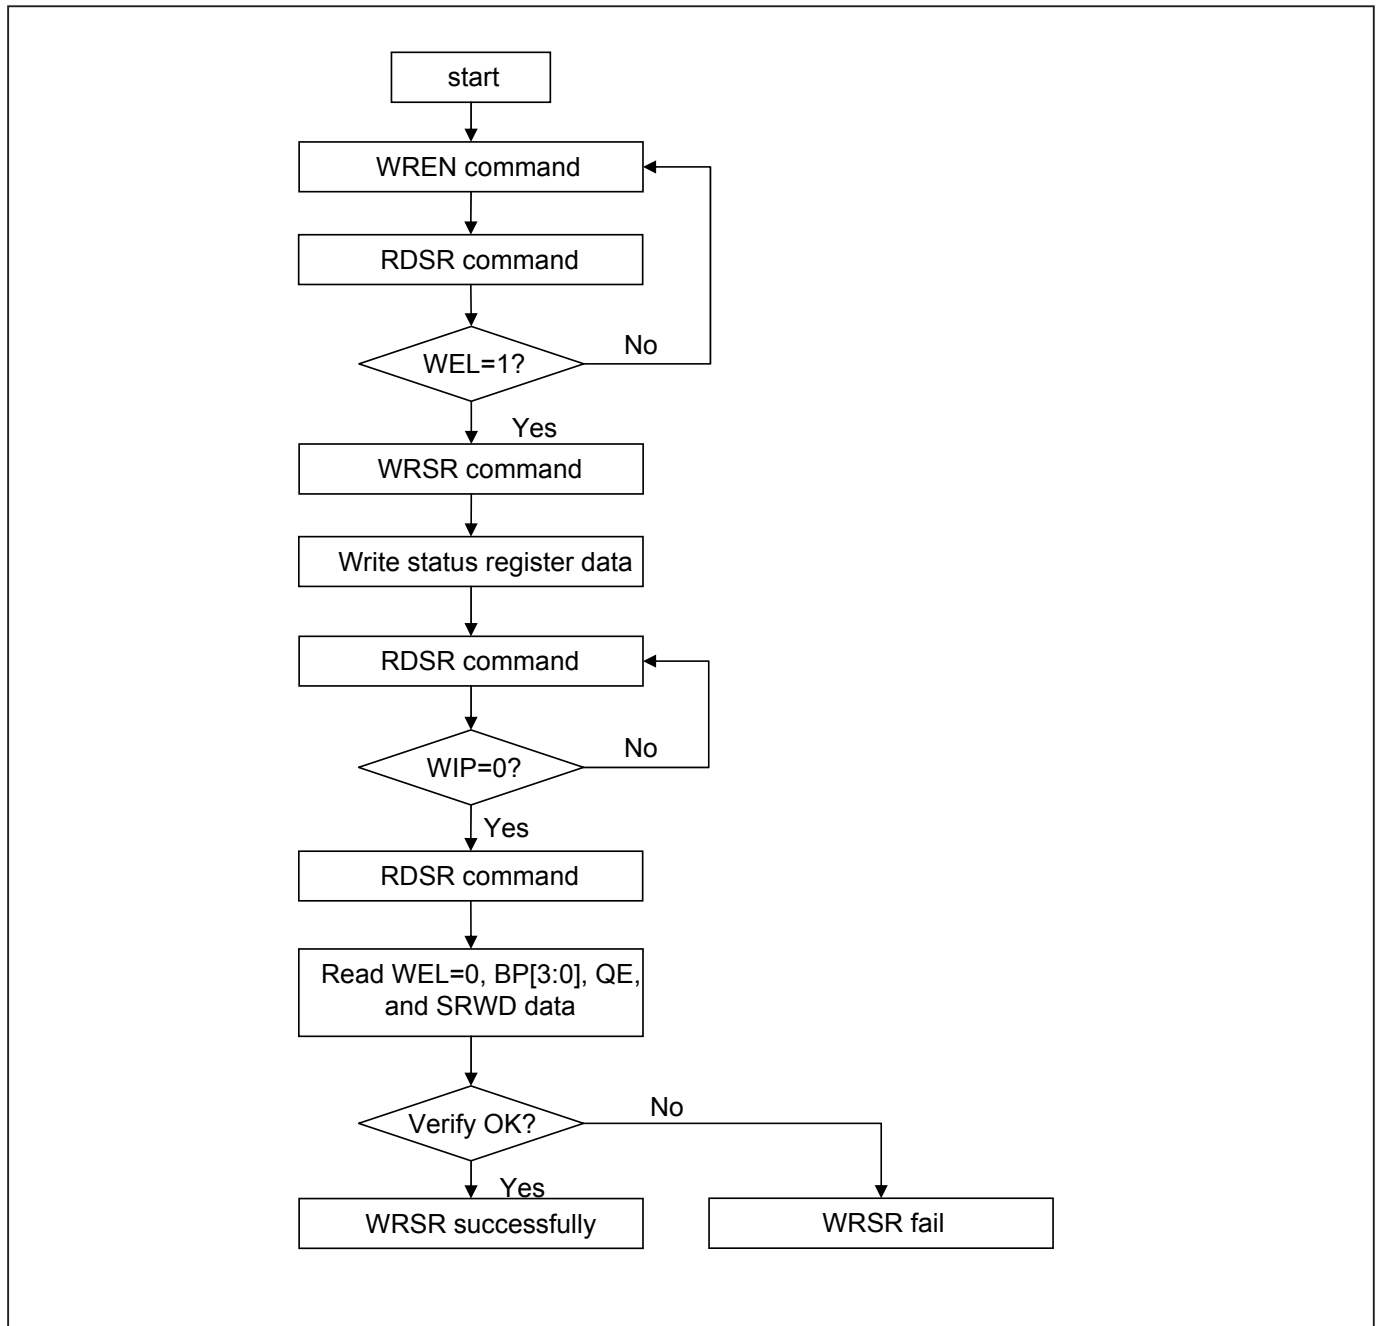 start
WREN command
RDSR command
WEL=1?
No
Yes
WRSR command
Write status register data
RDSR command
WIP=0?
No
Yes
RDSR command
Read WEL=0, BP[3:0], QE,
and SRWD data
Verify OK?
No
Yes
WRSR successfully
WRSR fail